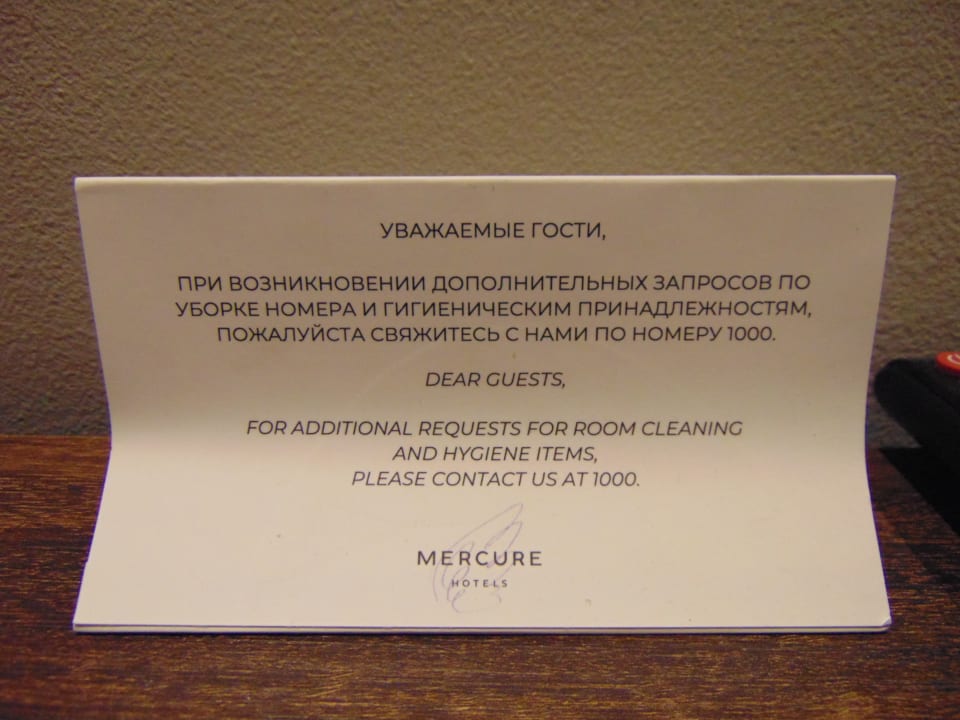 УВАЖАЕМЫЕ ГОСТИ,
ПРИ ВОЗНИКНОВЕНИИ ДОПОЛНИТЕЛЬНЫХ ЗАПРОСОВ ПО
УБОРКЕ НОМЕРА И ГИГИЕНИЧЕСКИМ ПРИНАДЛЕЖНОСТЯМ,
ПОЖАЛУЙСТА СВЯЖИТЕСЬ С НАМИ ПО НОМЕРУ 1000.
DEAR GUESTS,
FOR ADDITIONAL REQUESTS FOR ROOM CLEANING
AND HYGIENE ITEMS,
PLEASE CONTACT US AT 1000.
MERCURE
HOTELS